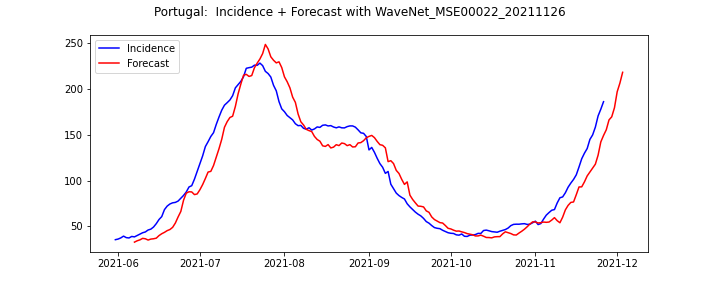 Portugal:  Incidence + Forecast with WaveNet_MSE00022_20211126
Incidence
Forecast
250
200
150
100
50
2021-06 2021-07 2021-08 2021-09 2021-10 2021-11 2021-12